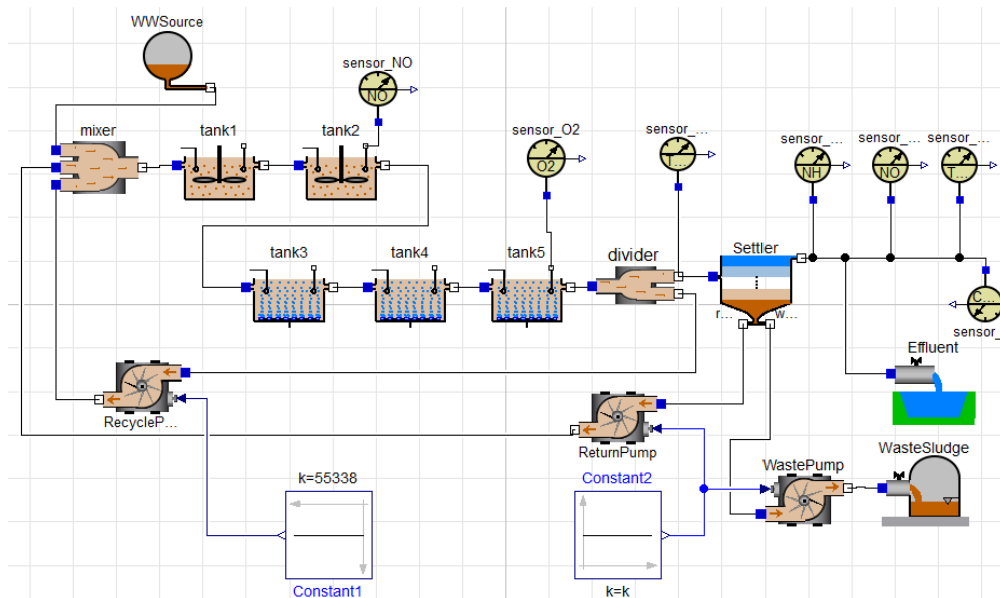 WWSource
sensor_NO
NO
mixer
tank1
tank2
sensor_O2
O2
sensor_...
T...
sensor_...
NH
sensor_...
NO
sensor_...
T...
tank3
tank4
tank5
divider
Settler
r...
w...
C...
sensor_
Effluent
RecycleP...
ReturnPump
WastePump
WasteSludge
k=55338
Constant1
Constant2
k=k